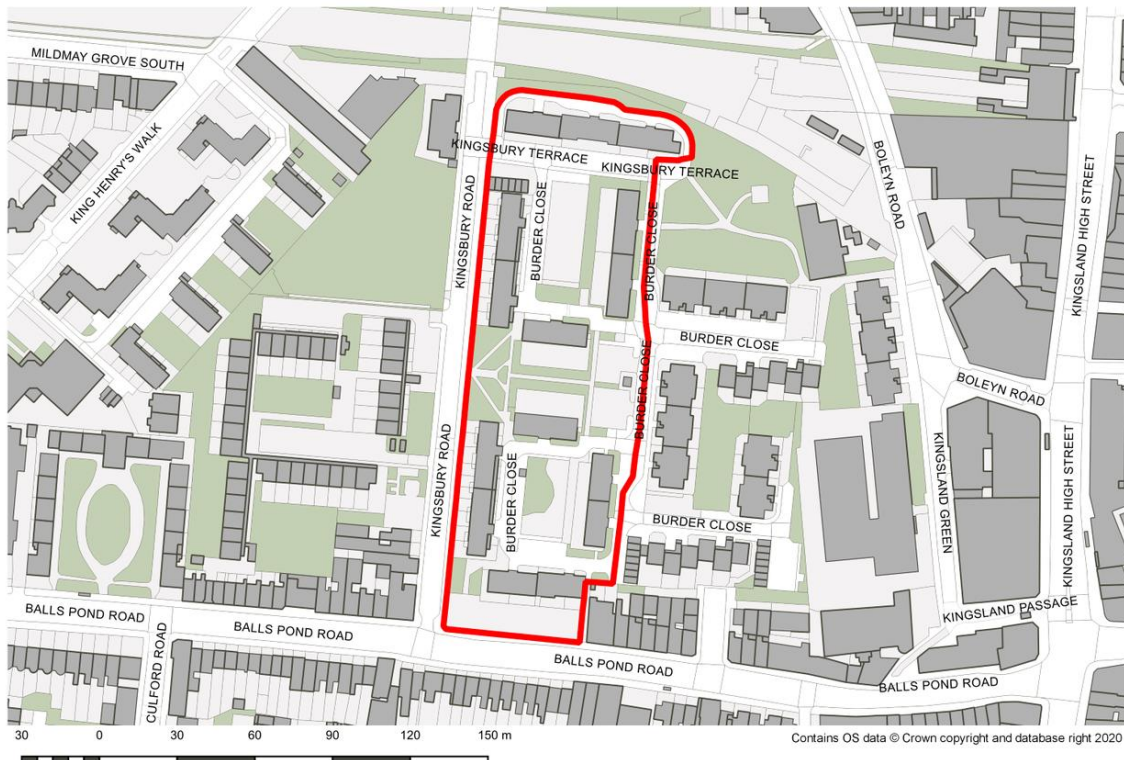 MILDMAY GROVE SOUTH
KING HENRY'S WALK
KINGSBURY TERRACE
KINGSBURY TERRACE
KINGSBURY ROAD
BURDER CLOSE
BURDER CLOSE
BOLEYN ROAD
KINGSLAND HIGH STREET
BURDER CLOSE
BURDER CLOSE
BOLEYN ROAD
KINGSBURY ROAD
BURDER CLOSE
BURDER CLOSE
KINGSLAND GREEN
KINGSLAND HIGH STREET
KINGSLAND PASSAGE
BALLS POND ROAD
CULFORD ROAD
BALLS POND ROAD
BALLS POND ROAD
BALLS POND ROAD
30 0 30 60 90 120 150 m
Contains OS data © Crown copyright and database right 2020